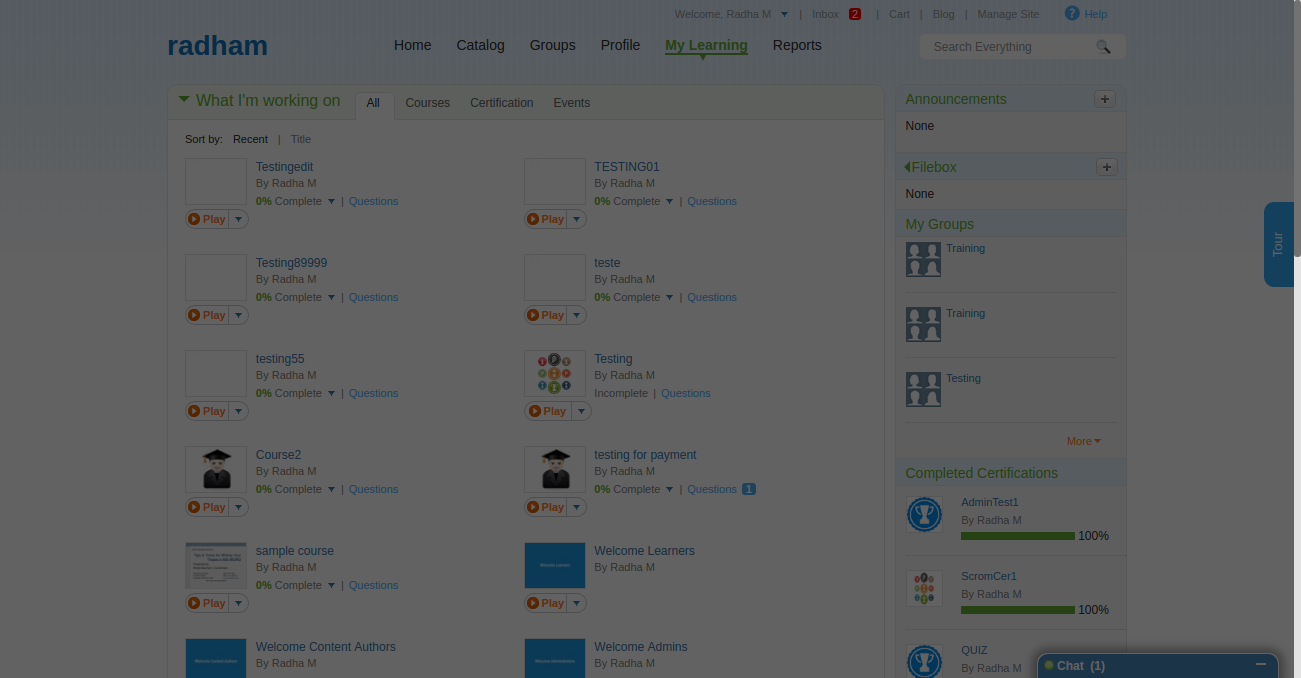 Welcome, Radha M | Inbox 2 | Cart | Blog | Manage Site ? Help
radham
Home Catalog Groups Profile My Learning Reports
Search Everything
What I'm working on All Courses Certification Events
Sort by: Recent | Title
Testingedit
By Radha M
0% Complete | Questions
Play
TESTING01
By Radha M
0% Complete | Questions
Play
Testing89999
By Radha M
0% Complete | Questions
Play
teste
By Radha M
0% Complete | Questions
Play
testing55
By Radha M
0% Complete | Questions
Play
Testing
By Radha M
Incomplete | Questions
Play
Course2
By Radha M
0% Complete | Questions
Play
testing for payment
By Radha M
0% Complete | Questions 1
Play
sample course
By Radha M
0% Complete | Questions
Play
Welcome Learners
Welcome Learners
By Radha M
Play
Welcome Content Authors
By Radha M
Welcome Admins
By Radha M
Announcements +
None
Filebox +
None
My Groups
Training
Training
Testing
More
Completed Certifications
AdminTest1
By Radha M
100%
ScromCer1
By Radha M
100%
QUIZ
By Radha M
Tour
Chat (1)